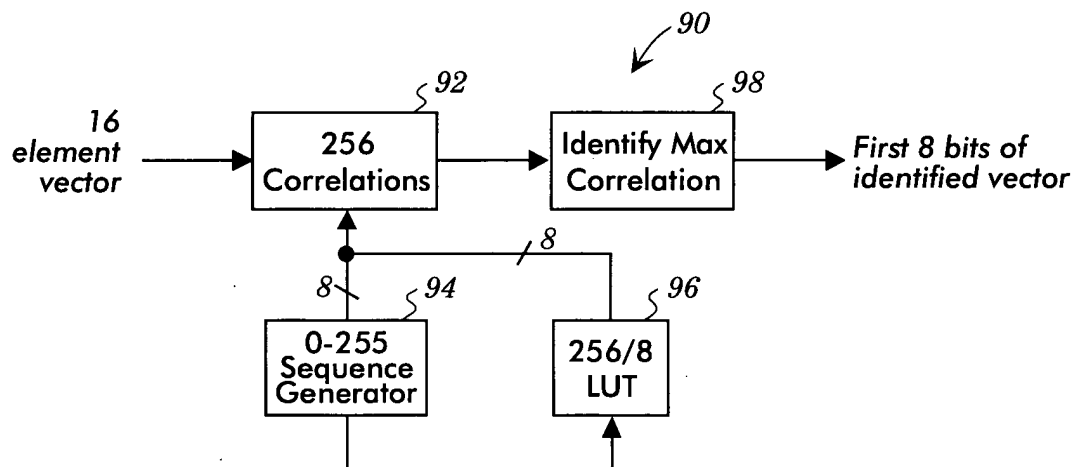 90
92
98
16
element
vector
256
Correlations
Identify Max
Correlation
First 8 bits of
identified vector
8
8
94
96
0-255
Sequence
Generator
256/8
LUT